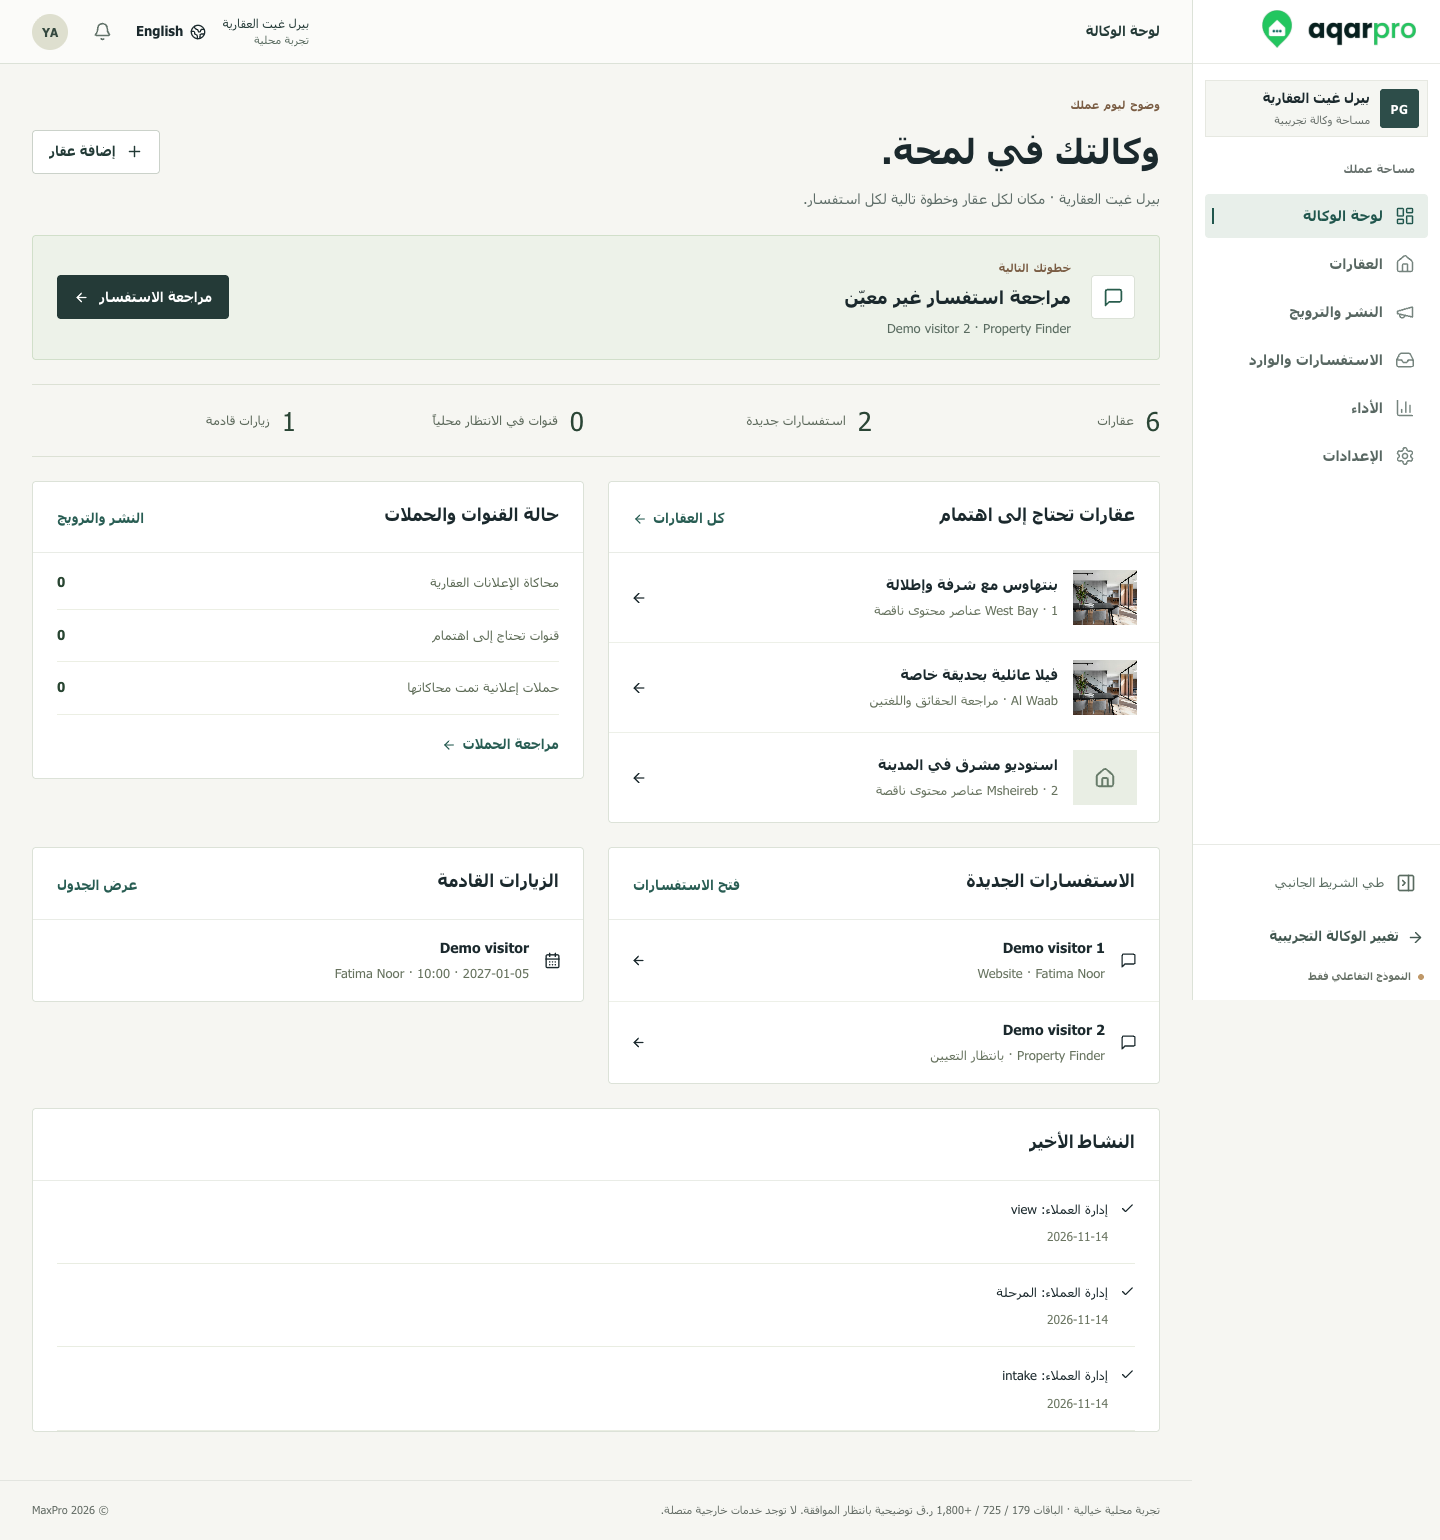 aqarpro
PG
بيرل غيت العقارية
مساحة وكالة تجريبية
مساحة عملك
لوحة الوكالة
العقارات
النشر والترويج
الاستفسارات والوارد
الأداء
الإعدادات
طي الشريط الجانبي
تغيير الوكالة التجريبية
النموذج التفاعلي فقط
لوحة الوكالة
بيرل غيت العقارية
تجربة محلية
English
YA
وضوح ليوم عملك
وكالتك في لمحة.
بيرل غيت العقارية · مكان لكل عقار وخطوة تالية لكل استفسار.
إضافة عقار
خطوتك التالية
مراجعة استفسار غير معيّن
Demo visitor 2 · Property Finder
مراجعة الاستفسار
6 عقارات
2 استفسارات جديدة
0 قنوات في الانتظار محلياً
1 زيارات قادمة
عقارات تحتاج إلى اهتمام
كل العقارات
بنتهاوس مع شرفة وإطلالة
West Bay · 1 عناصر محتوى ناقصة
فيلا عائلية بحديقة خاصة
Al Waab · مراجعة الحقائق واللغتين
استوديو مشرق في المدينة
Msheireb · 2 عناصر محتوى ناقصة
حالة القنوات والحملات
النشر والترويج
محاكاة الإعلانات العقارية 0
قنوات تحتاج إلى اهتمام 0
حملات إعلانية تمت محاكاتها 0
مراجعة الحملات
الاستفسارات الجديدة
فتح الاستفسارات
Demo visitor 1
Website · Fatima Noor
Demo visitor 2
Property Finder · بانتظار التعيين
الزيارات القادمة
عرض الجدول
Demo visitor
Fatima Noor · 10:00 · 2027-01-05
النشاط الأخير
إدارة العملاء: view
2026-11-14
إدارة العملاء: المرحلة
2026-11-14
إدارة العملاء: intake
2026-11-14
تجربة محلية خيالية · الباقات 179 / 725 / +1,800 ر.ق توضيحية بانتظار الموافقة. لا توجد خدمات خارجية متصلة.
© MaxPro 2026